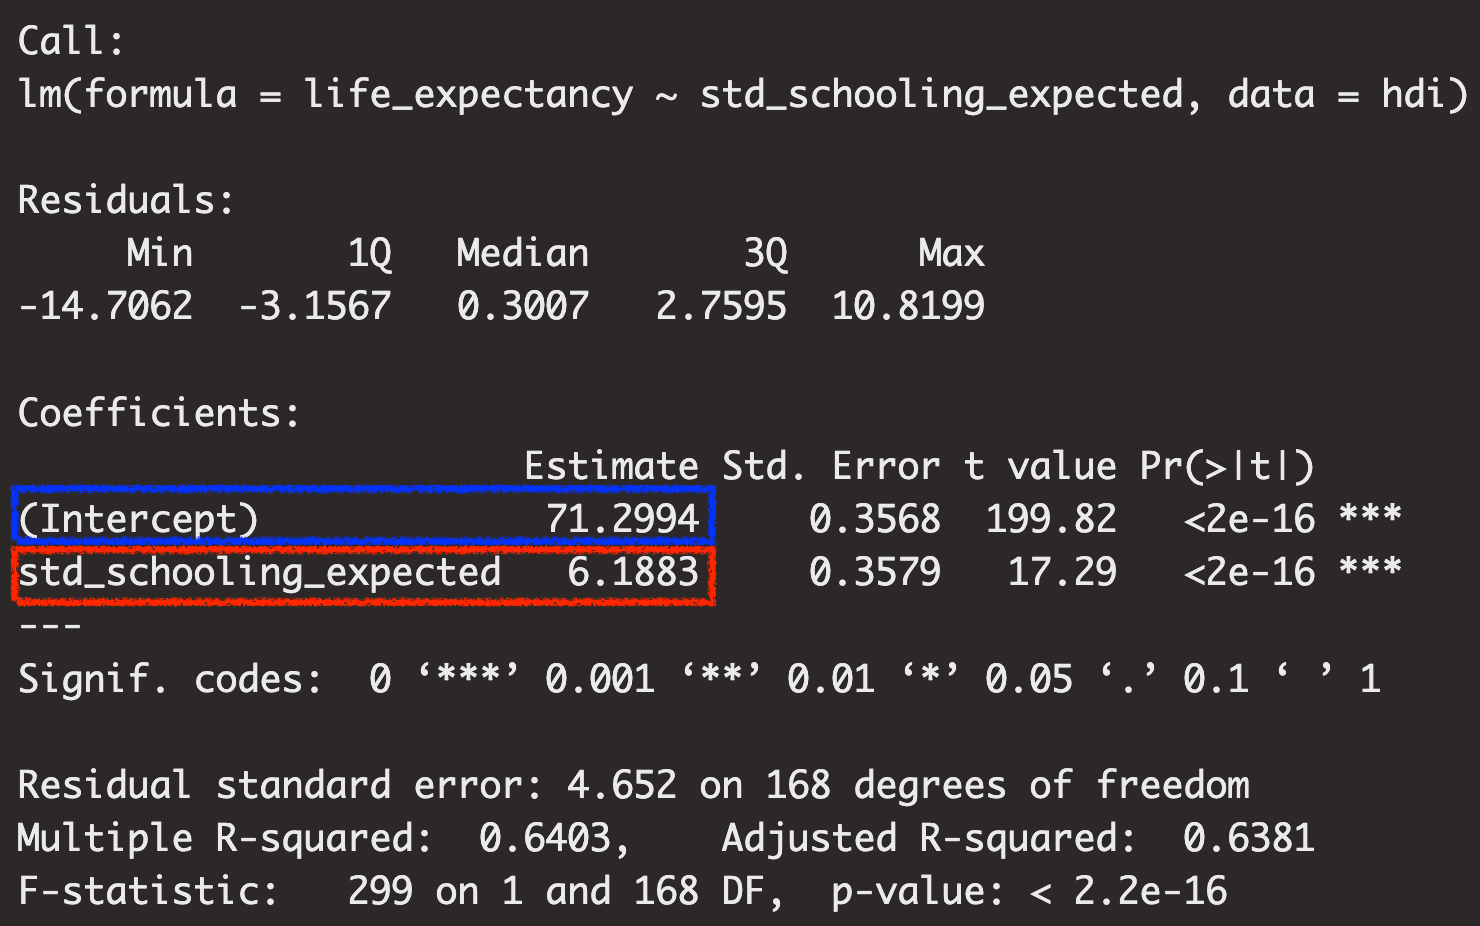 Call:
lm(formula = life_expectancy ~ std_schooling_expected, data = hdi)
Residuals:
Min 1Q Median 3Q Max
-14.7062 -3.1567 0.3007 2.7595 10.8199
Coefficients:
Estimate Std. Error t value Pr(>|t|)
(Intercept) 71.2994 0.3568 199.82 <2e-16 ***
std_schooling_expected 6.1883 0.3579 17.29 <2e-16 ***
---
Signif. codes: 0 ‘***’ 0.001 ‘**’ 0.01 ‘*’ 0.05 ‘.’ 0.1 ‘ ’ 1
Residual standard error: 4.652 on 168 degrees of freedom
Multiple R-squared: 0.6403, Adjusted R-squared: 0.6381
F-statistic: 299 on 1 and 168 DF, p-value: < 2.2e-16